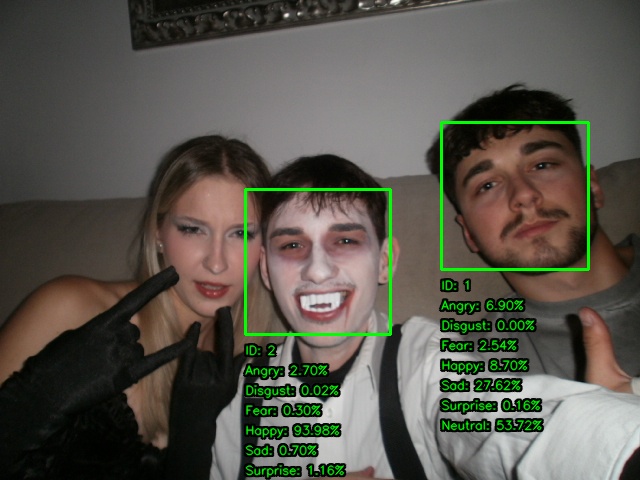 ID: 1
Angry: 6.90%
Disgust: 0.00%
Fear: 2.54%
Happy: 8.70%
Sad: 27.62%
Surprise: 0.16%
Neutral: 53.72%
ID: 2
Angry: 2.70%
Disgust: 0.02%
Fear: 0.30%
Happy: 93.98%
Sad: 0.70%
Surprise: 1.16%